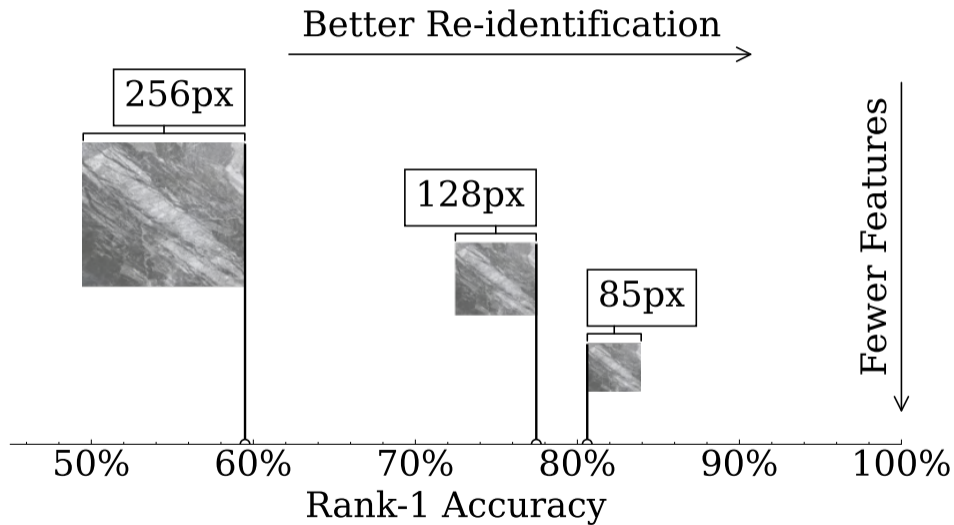 Better Re-identification
256px
128px
85px
Fewer Features
50% 60% 70% 80% 90% 100%
Rank-1 Accuracy